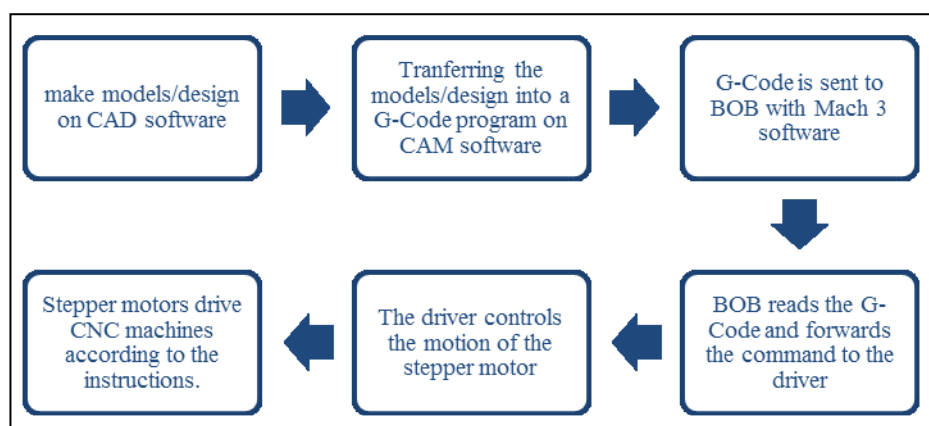 make models/design
on CAD software
Tranferring the
models/design into a
G-Code program on
CAM software
G-Code is sent to
BOB with Mach 3
software
BOB reads the G-
Code and forwards
the command to the
driver
The driver controls
the motion of the
stepper motor
Stepper motors drive
CNC machines
according to the
instructions.